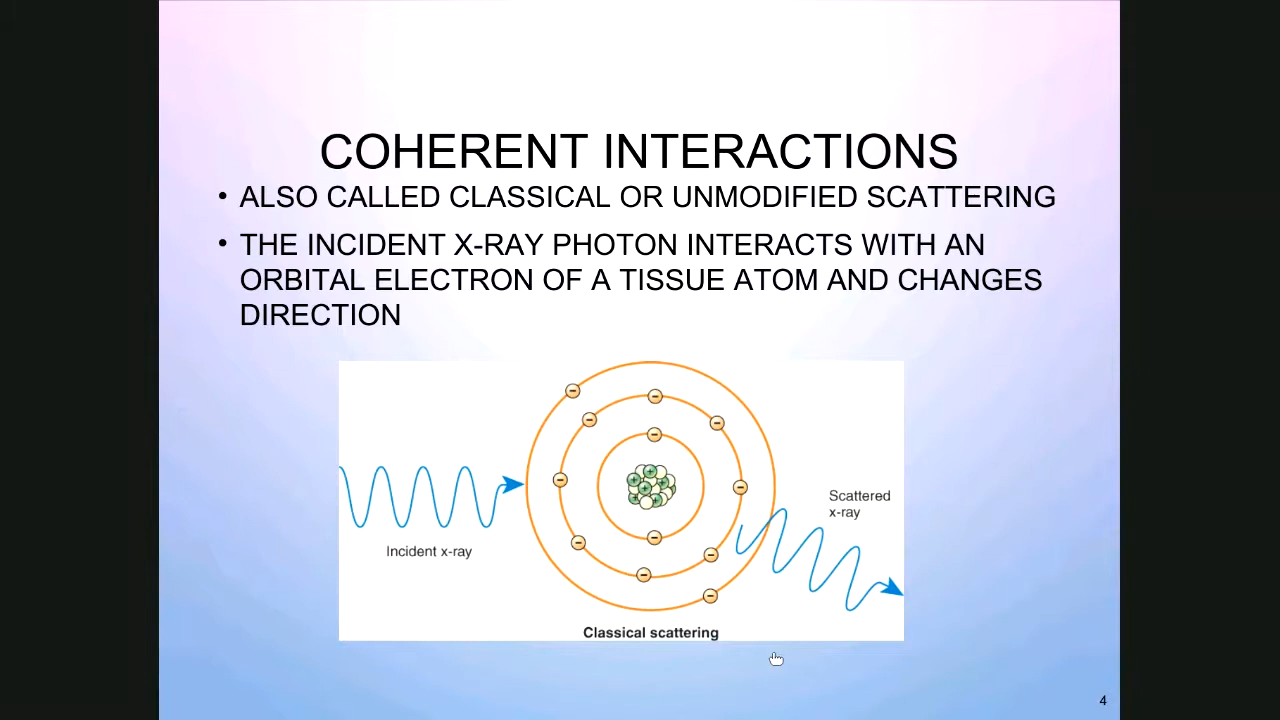 COHERENT INTERACTIONS
• ALSO CALLED CLASSICAL OR UNMODIFIED SCATTERING
• THE INCIDENT X-RAY PHOTON INTERACTS WITH AN
ORBITAL ELECTRON OF A TISSUE ATOM AND CHANGES
DIRECTION
Scattered
x-ray
Incident x-ray
Classical scattering
4